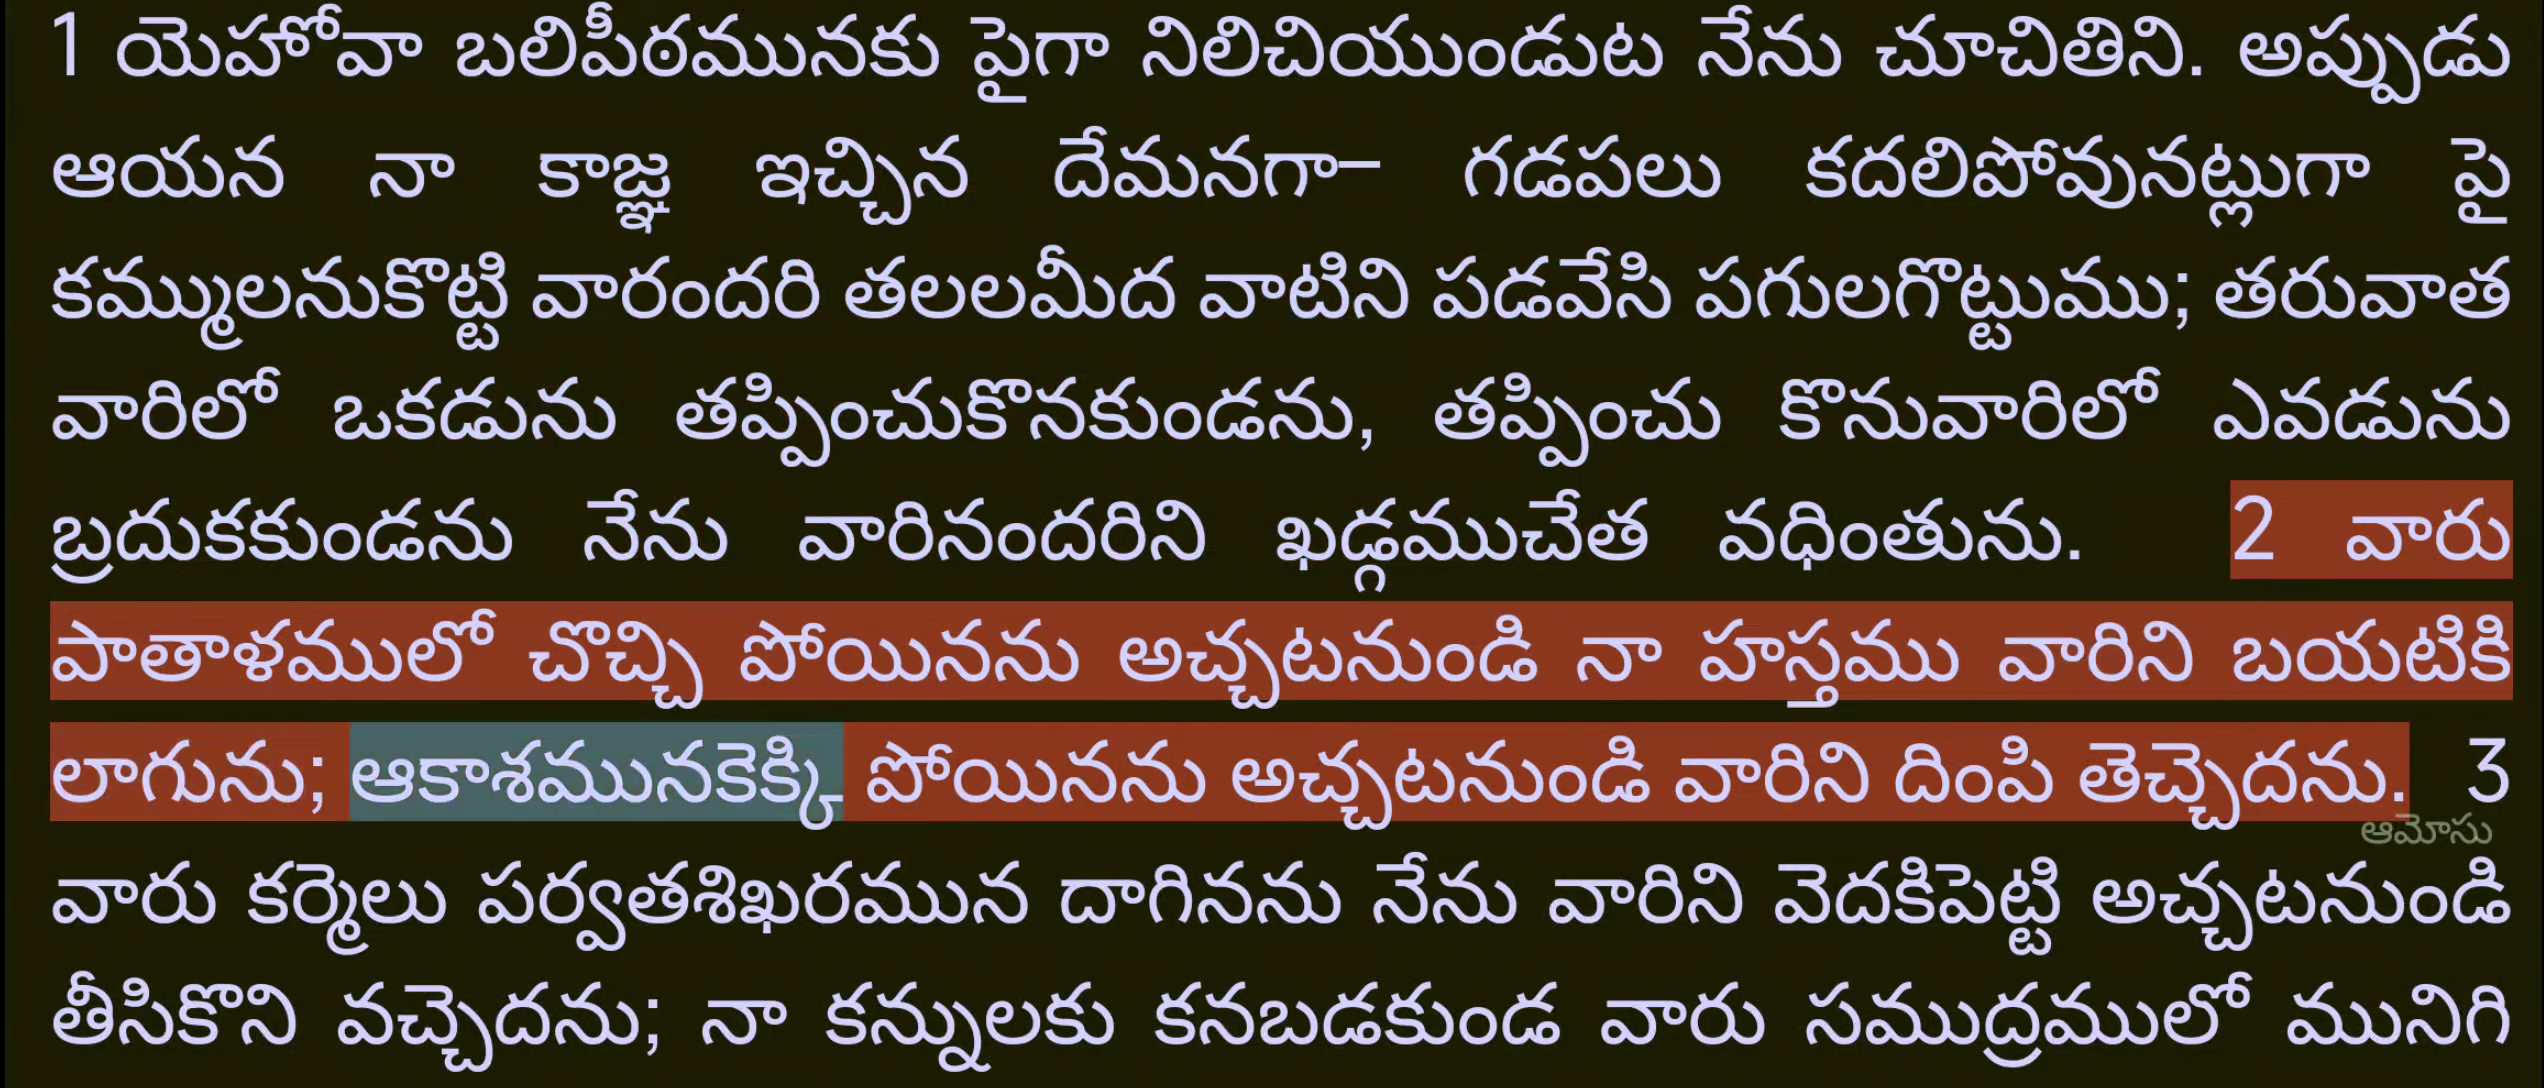 1 యెహోవా బలిపీఠమునకు పైగా నిలిచియుండుట నేను చూచితిని. అప్పుడు
ఆయన నా కాజ్ఞ ఇచ్చిన దేమనగా– గడపలు కదలిపోవునట్లుగా పై
కమ్ములనుకొట్టి వారందరి తలలమీద వాటిని పడవేసి పగులగొట్టుము; తరువాత
వారిలో ఒకడును తప్పించుకొనకుండను, తప్పించు కొనువారిలో ఎవడును
బ్రదుకకుండను నేను వారినందరిని ఖడ్గముచేత వధింతును. 2 వారు
పాతాళములో చొచ్చి పోయినను అచ్చటనుండి నా హస్తము వారిని బయటికి
లాగును; ఆకాశమునకెక్కి పోయినను అచ్చటనుండి వారిని దింపి తెచ్చెదను. 3
ఆమోసు
వారు కర్మెలు పర్వతశిఖరమున దాగినను నేను వారిని వెదకిపెట్టి అచ్చటనుండి
తీసికొని వచ్చెదను; నా కన్నులకు కనబడకుండ వారు సముద్రములో మునిగి